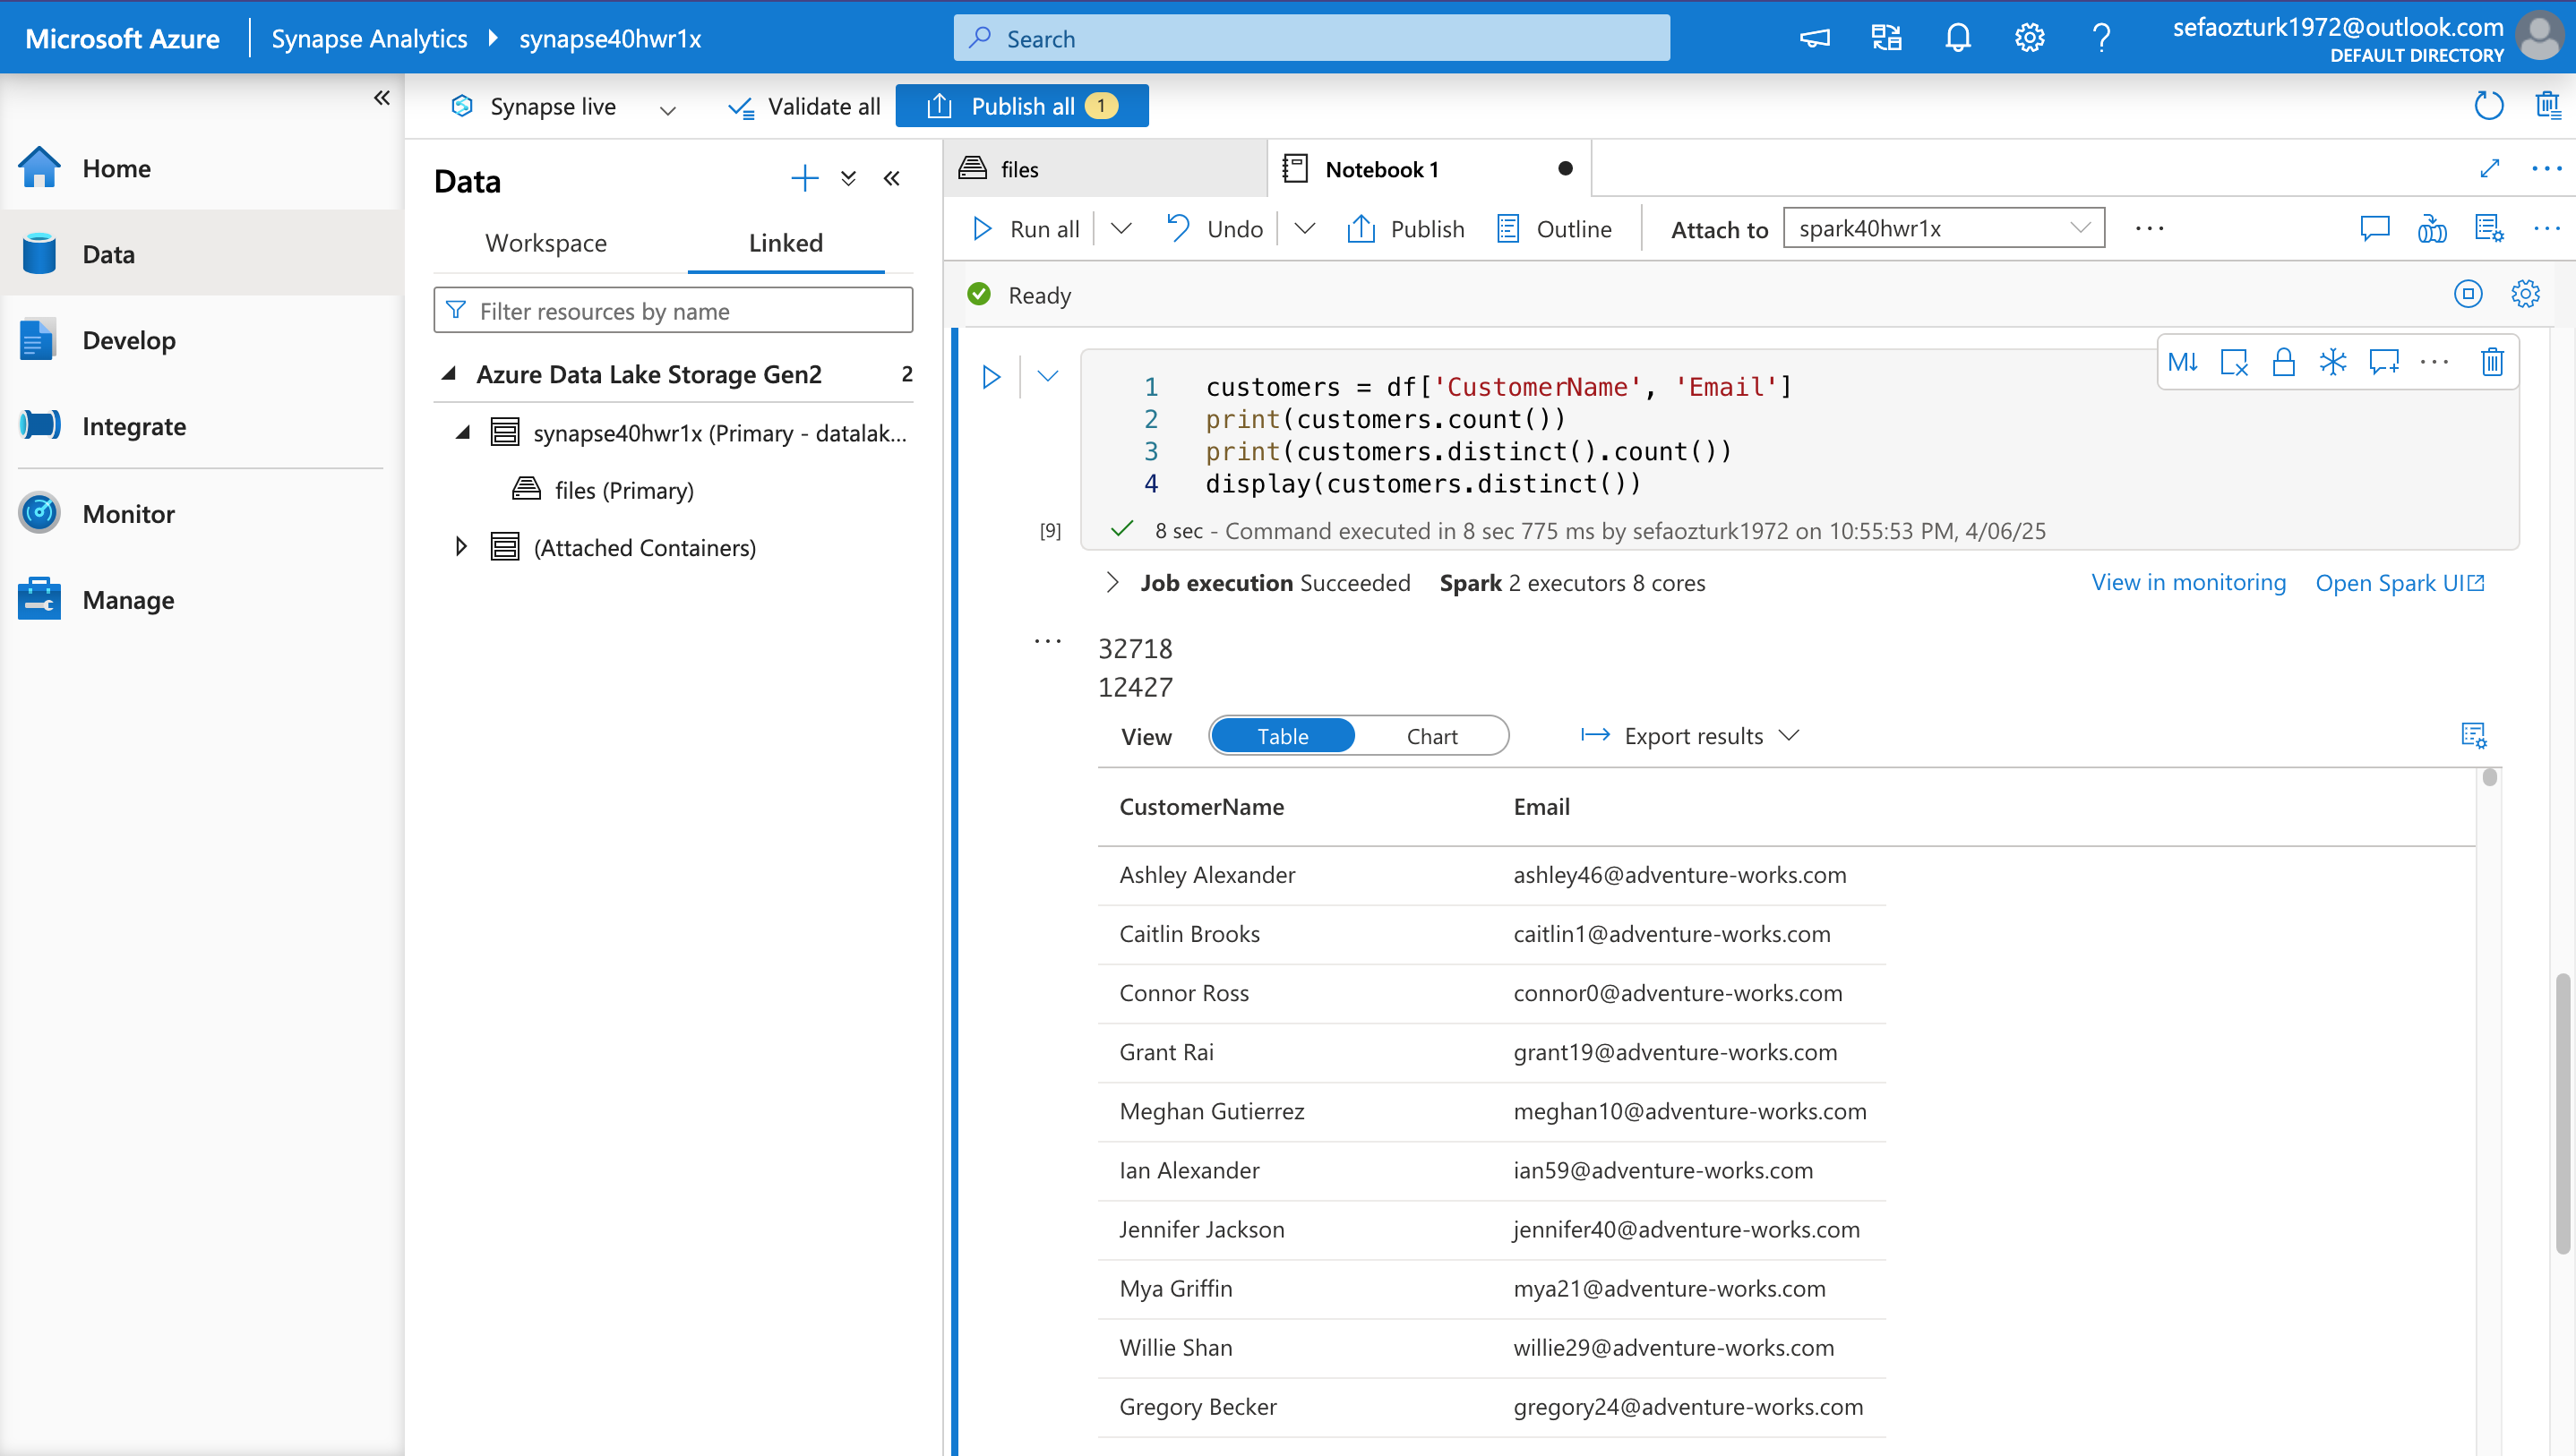 Microsoft Azure
Synapse Analytics
synapse40hwr1x
Search
sefaozturk1972@outlook.com
DEFAULT DIRECTORY
Synapse live
Validate all
Publish all 1
Home
Data
Develop
Integrate
Monitor
Manage
Data
Workspace
Linked
Filter resources by name
Azure Data Lake Storage Gen2 2
synapse40hwr1x (Primary - datalak...
files (Primary)
(Attached Containers)
files
Notebook 1
Run all
Undo
Publish
Outline
Attach to
spark40hwr1x
Ready
M↓
1 customers = df['CustomerName', 'Email']
2 print(customers.count())
3 print(customers.distinct().count())
4 display(customers.distinct())
[9]
8 sec - Command executed in 8 sec 775 ms by sefaozturk1972 on 10:55:53 PM, 4/06/25
Job execution Succeeded Spark 2 executors 8 cores
View in monitoring
Open Spark UI
32718
12427
View
Table
Chart
Export results
CustomerName Email
Ashley Alexander ashley46@adventure-works.com
Caitlin Brooks caitlin1@adventure-works.com
Connor Ross connor0@adventure-works.com
Grant Rai grant19@adventure-works.com
Meghan Gutierrez meghan10@adventure-works.com
Ian Alexander ian59@adventure-works.com
Jennifer Jackson jennifer40@adventure-works.com
Mya Griffin mya21@adventure-works.com
Willie Shan willie29@adventure-works.com
Gregory Becker gregory24@adventure-works.com